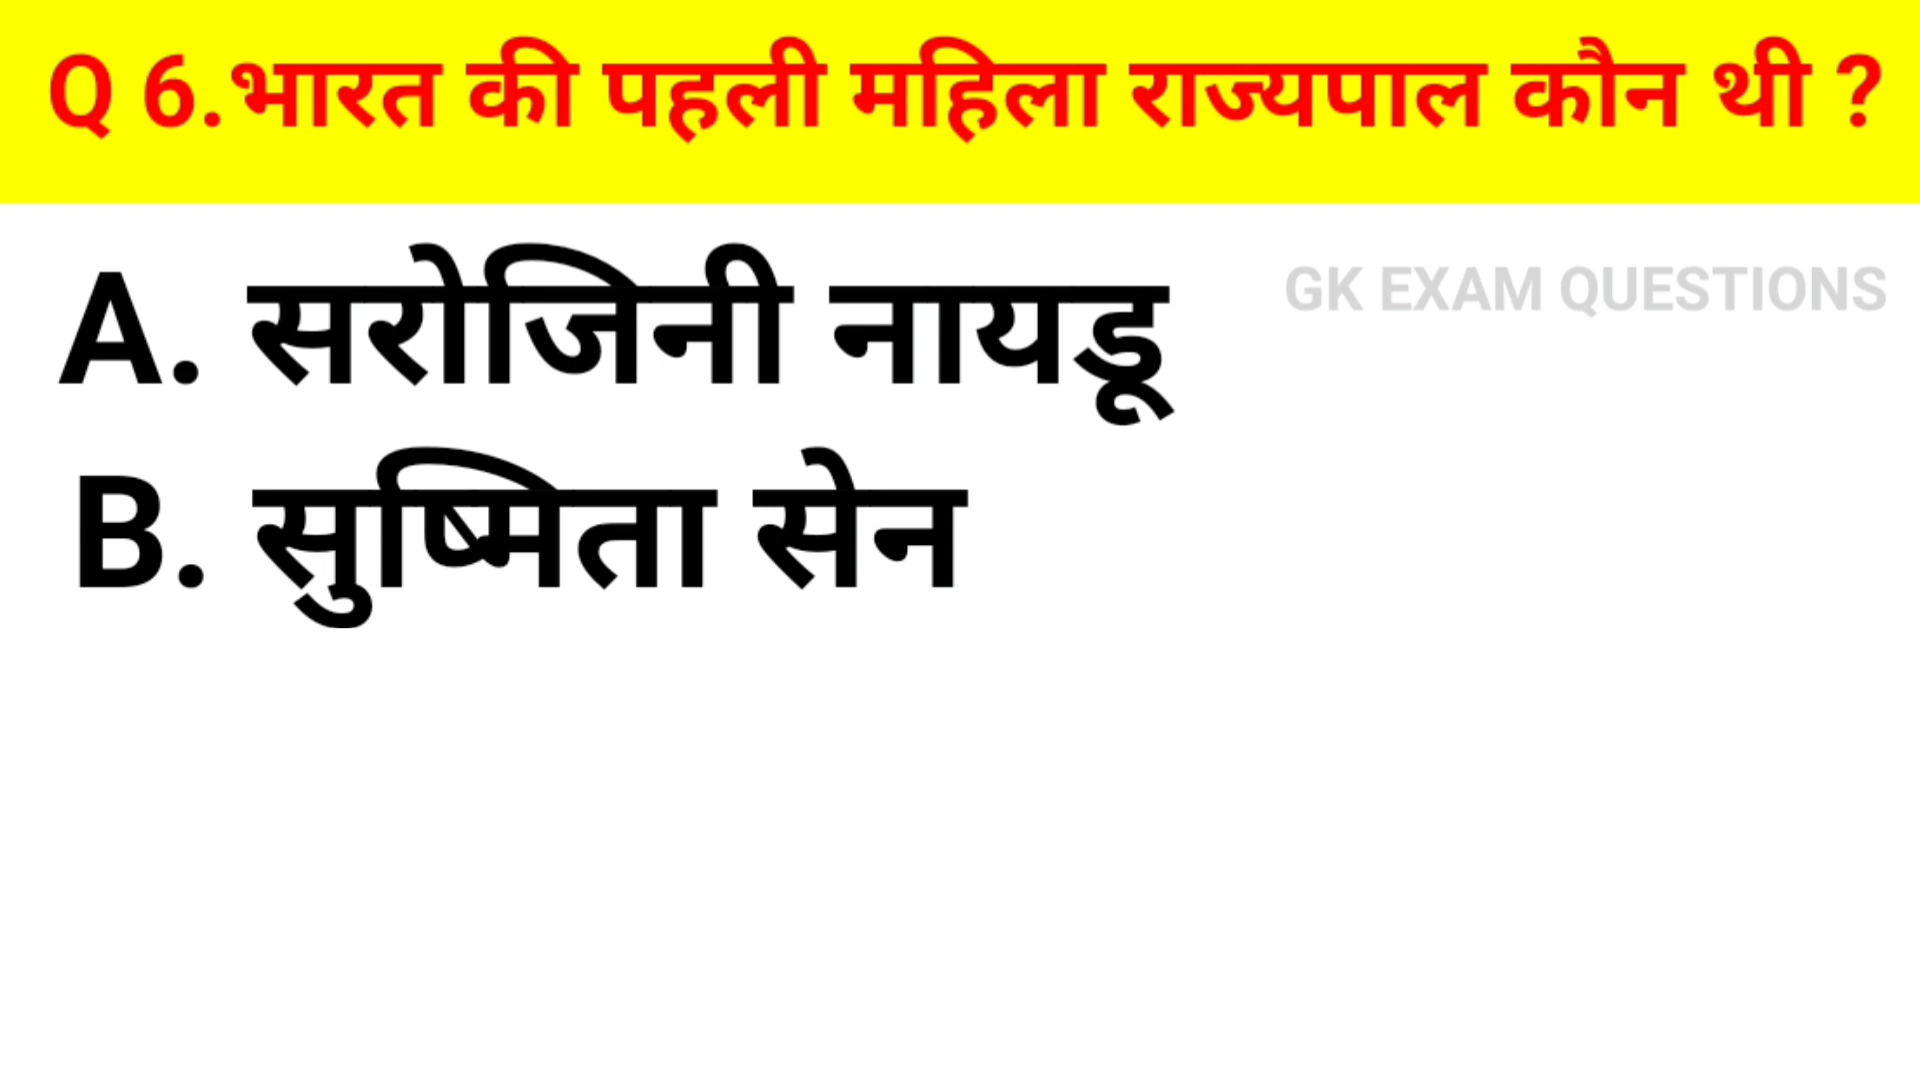 Q 6.भारत की पहली महिला राज्यपाल कौन थी ?
A. सरोजिनी नायडू
GK EXAM QUESTIONS
B. सुष्मिता सेन